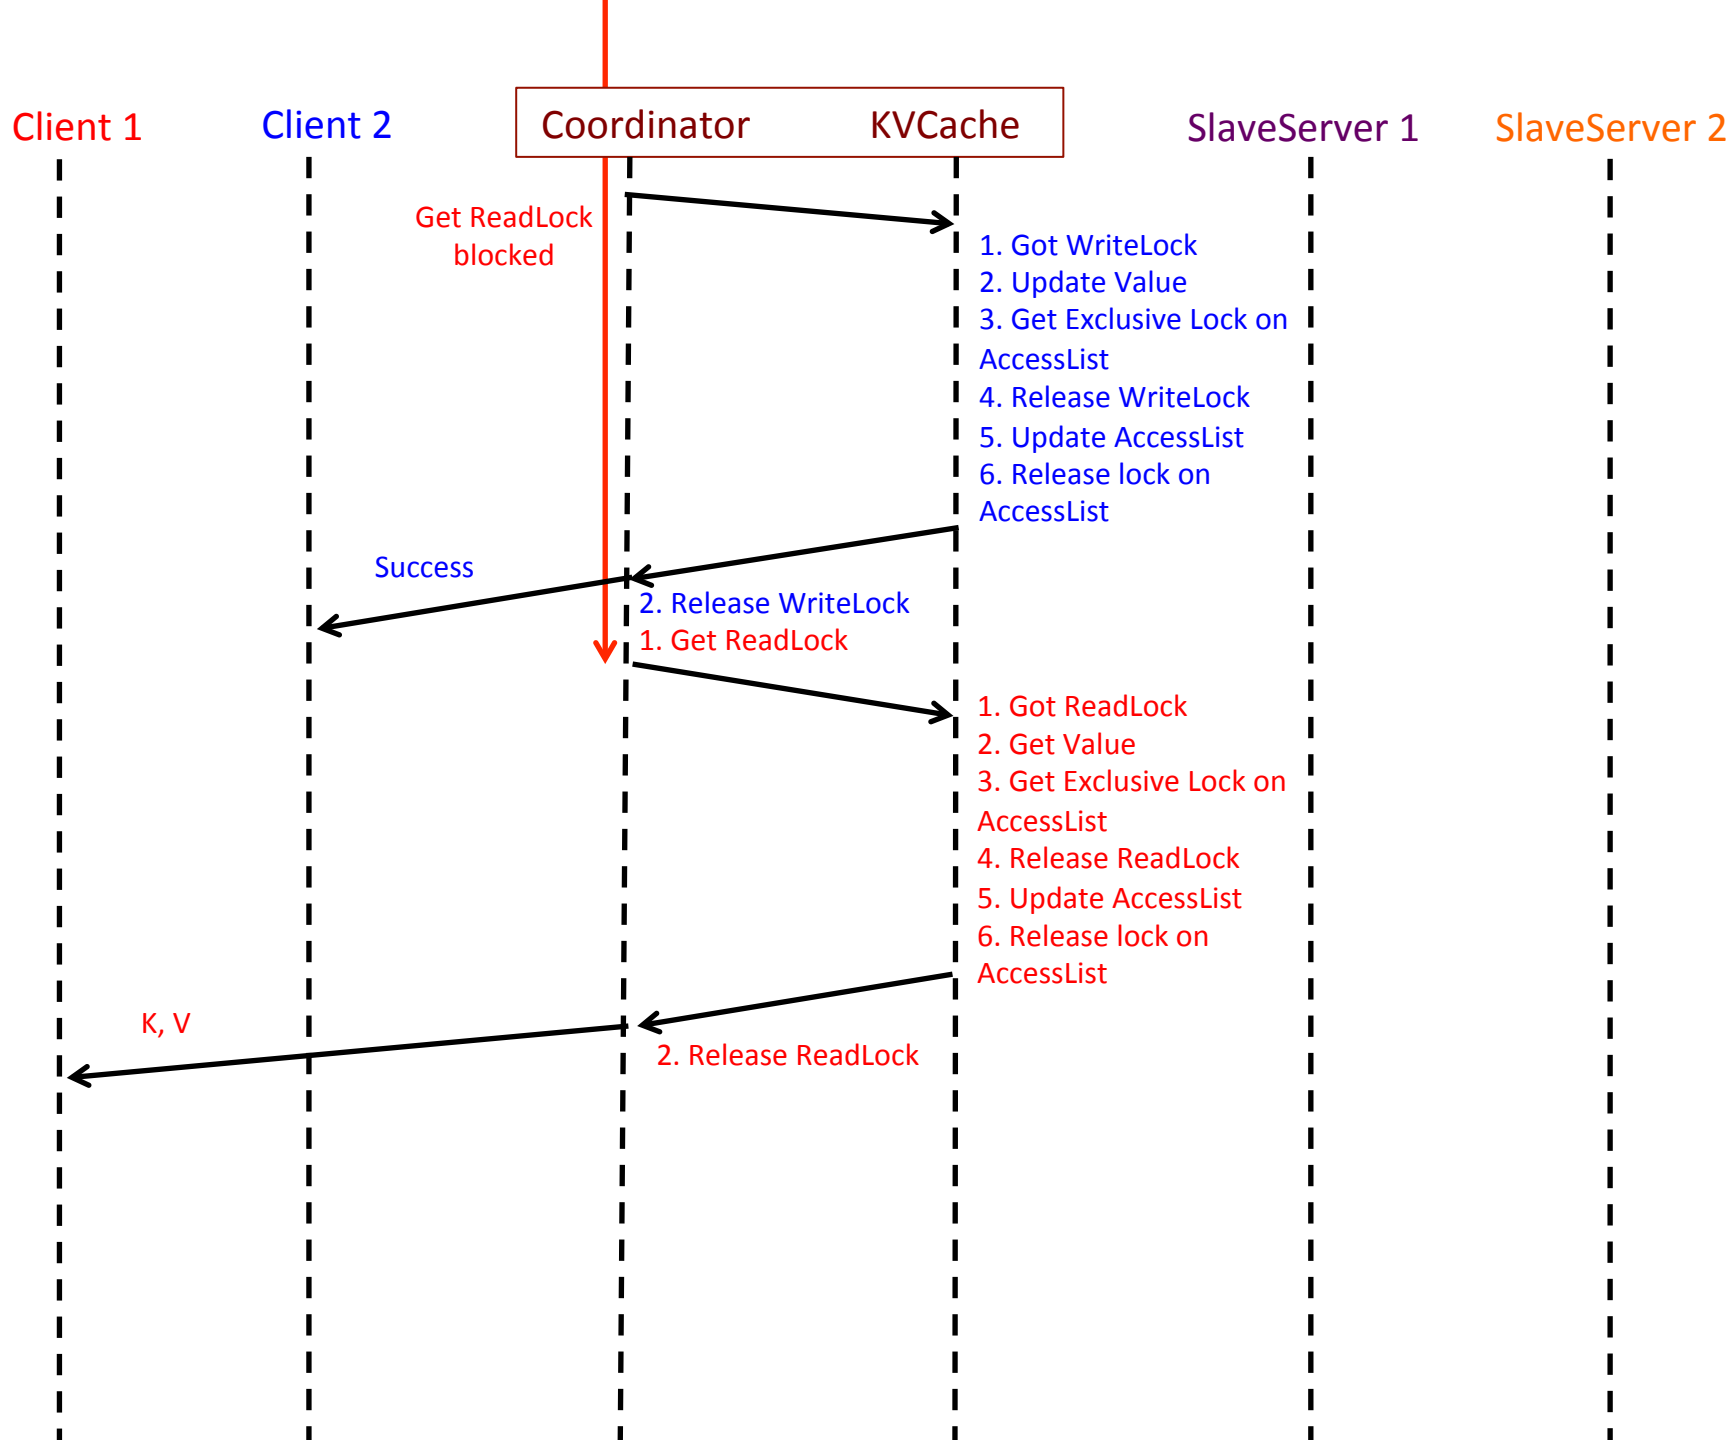 Client 1
Client 2
Coordinator
KVCache
SlaveServer 1
SlaveServer 2
Get ReadLock
blocked
1. Got WriteLock
2. Update Value
3. Get Exclusive Lock on
AccessList
4. Release WriteLock
5. Update AccessList
6. Release lock on
AccessList
Success
2. Release WriteLock
1. Get ReadLock
1. Got ReadLock
2. Get Value
3. Get Exclusive Lock on
AccessList
4. Release ReadLock
5. Update AccessList
6. Release lock on
AccessList
K, V
2. Release ReadLock